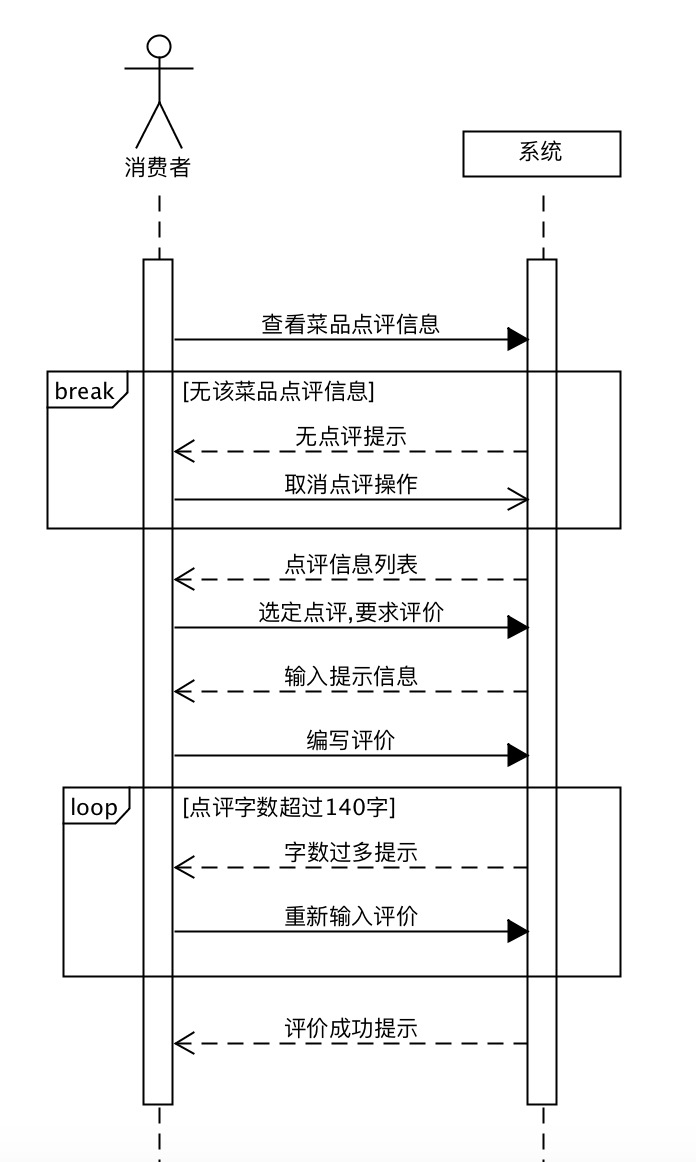 消费者
系统
查看菜品点评信息
break
[无该菜品点评信息]
无点评提示
取消点评操作
点评信息列表
选定点评,要求评价
输入提示信息
编写评价
loop
[点评字数超过140字]
字数过多提示
重新输入评价
评价成功提示